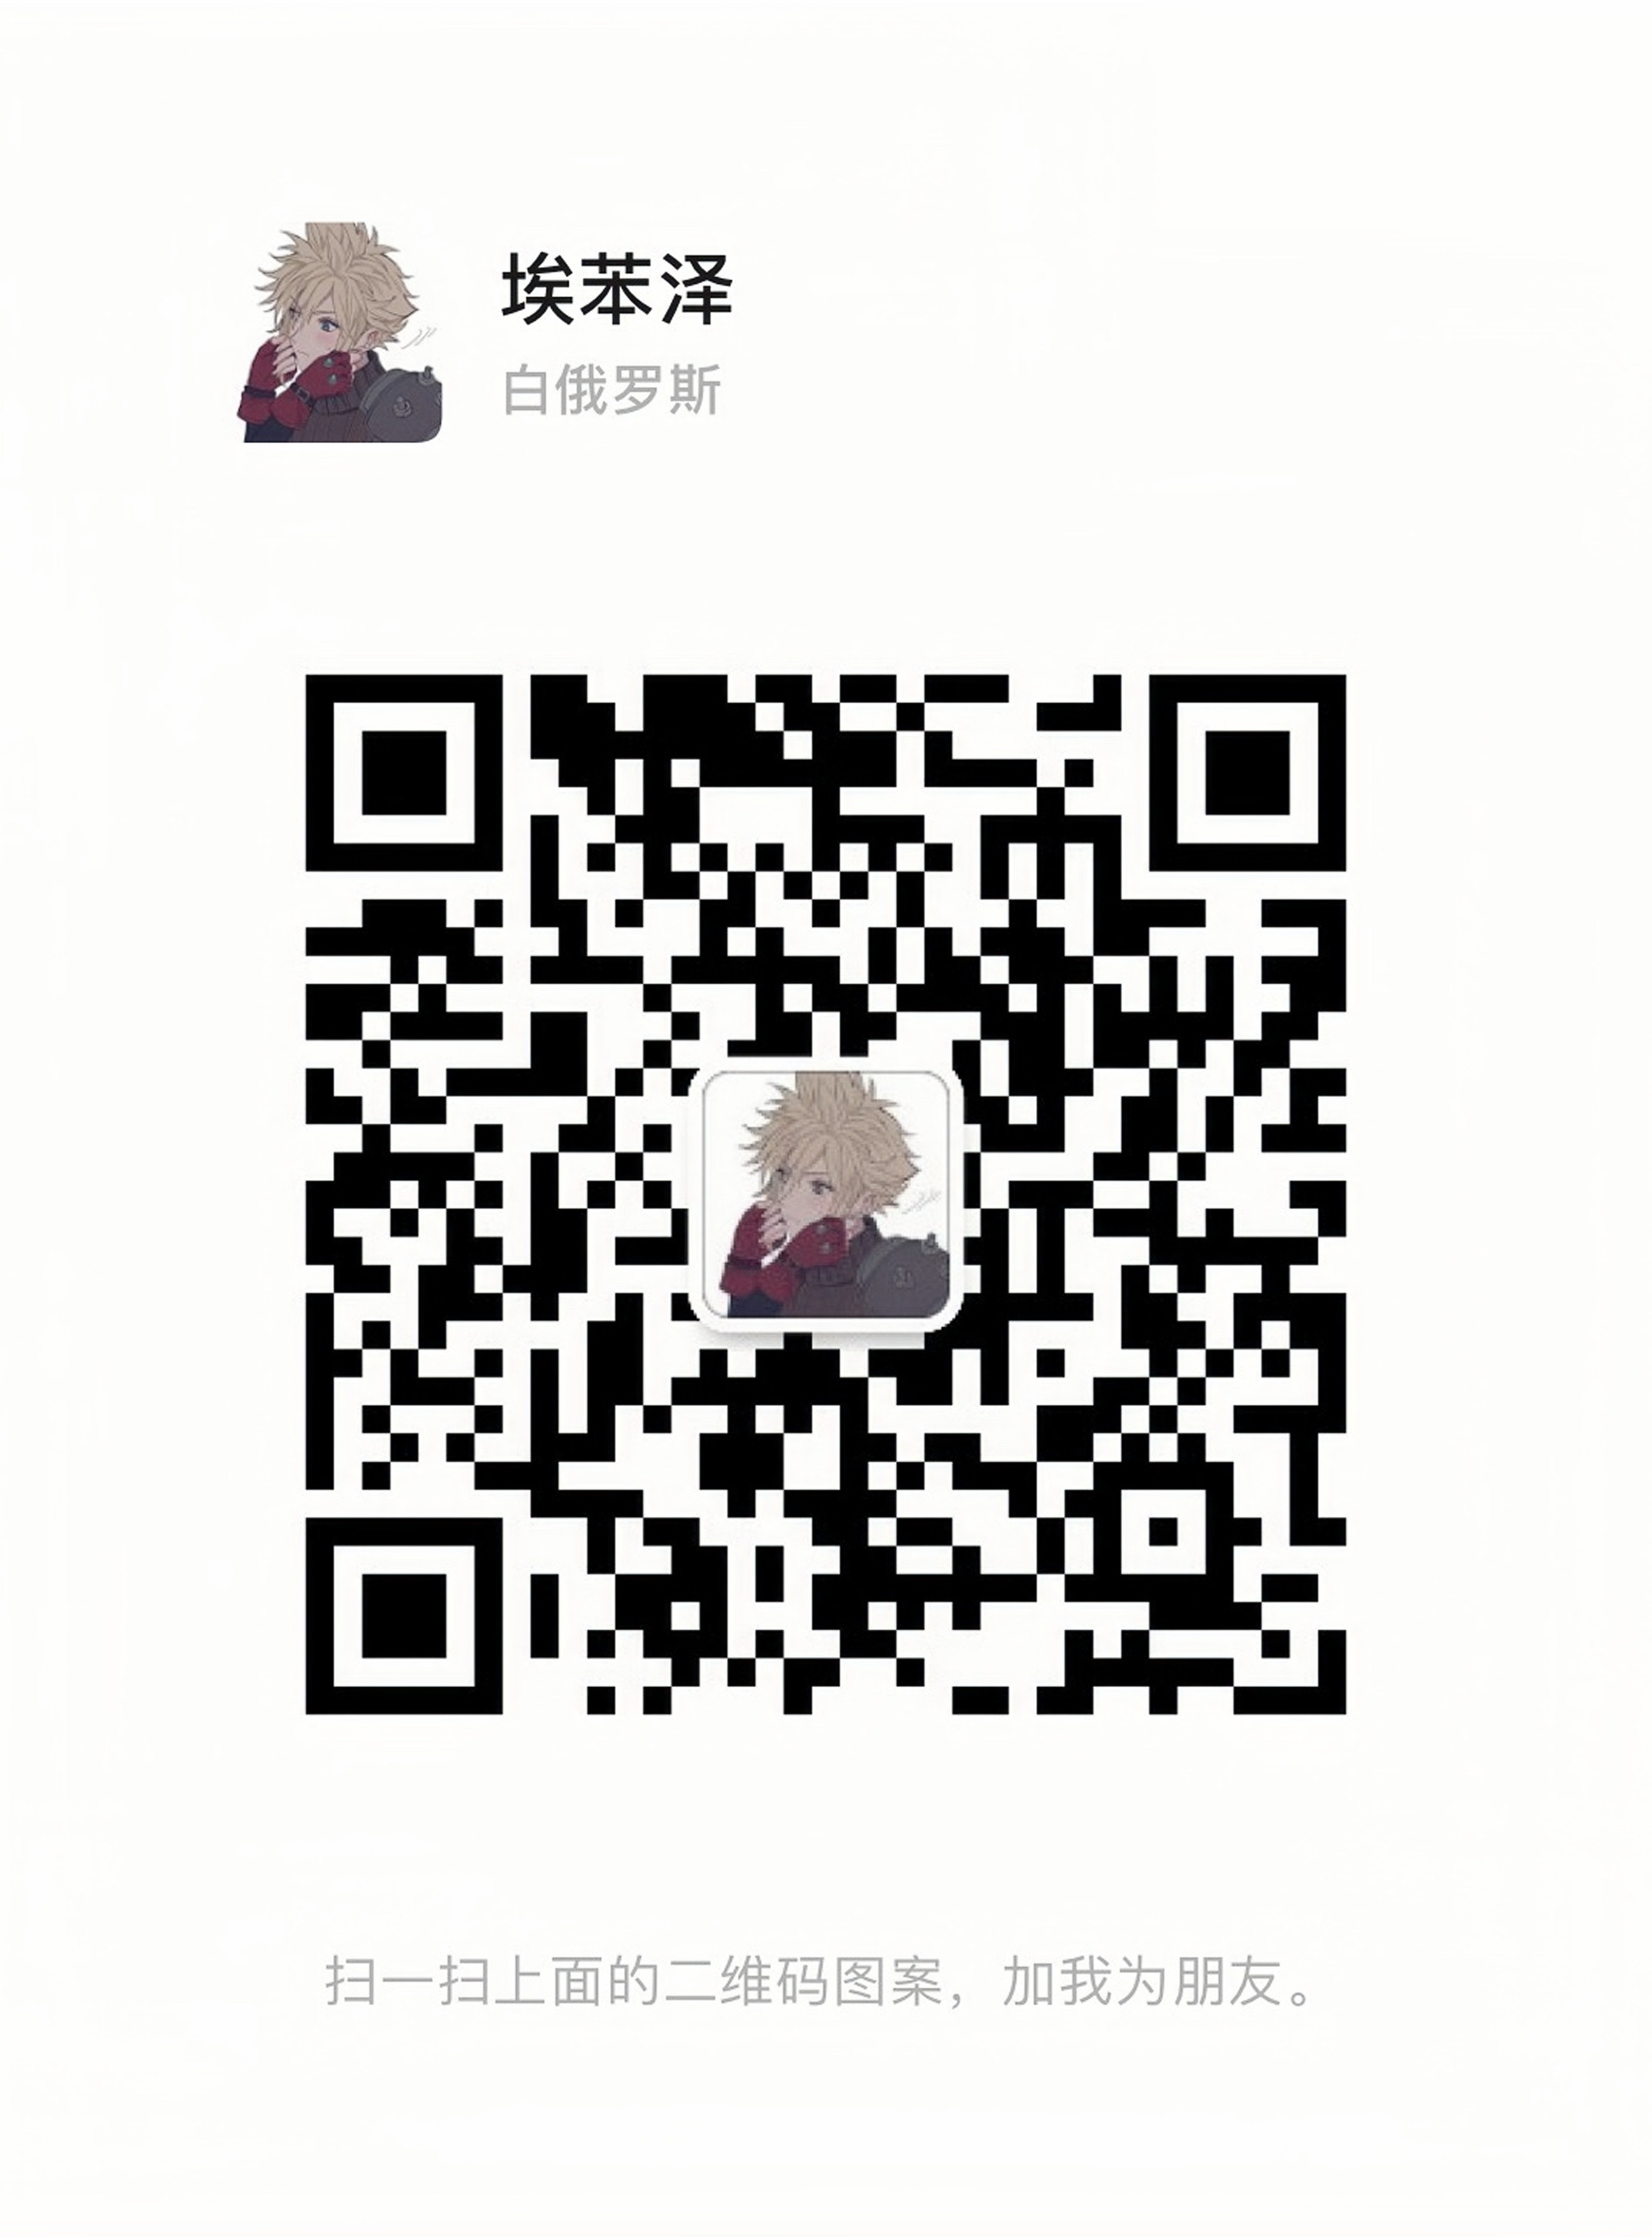 埃苯泽
白俄罗斯
扫一扫上面的二维码图案，加我为朋友。